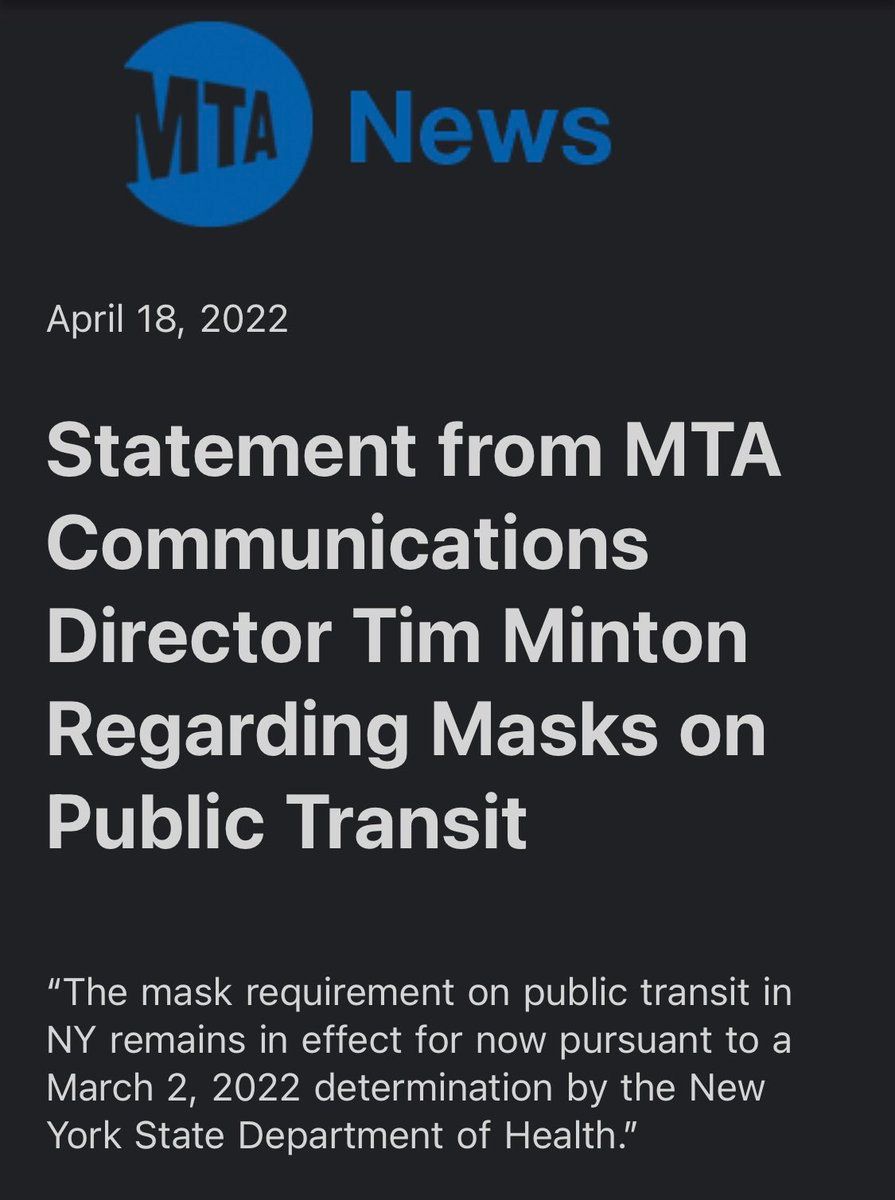 MTA News
April 18, 2022
Statement from MTA
Communications
Director Tim Minton
Regarding Masks on
Public Transit
“The mask requirement on public transit in
NY remains in effect for now pursuant to a
March 2, 2022 determination by the New
York State Department of Health.”